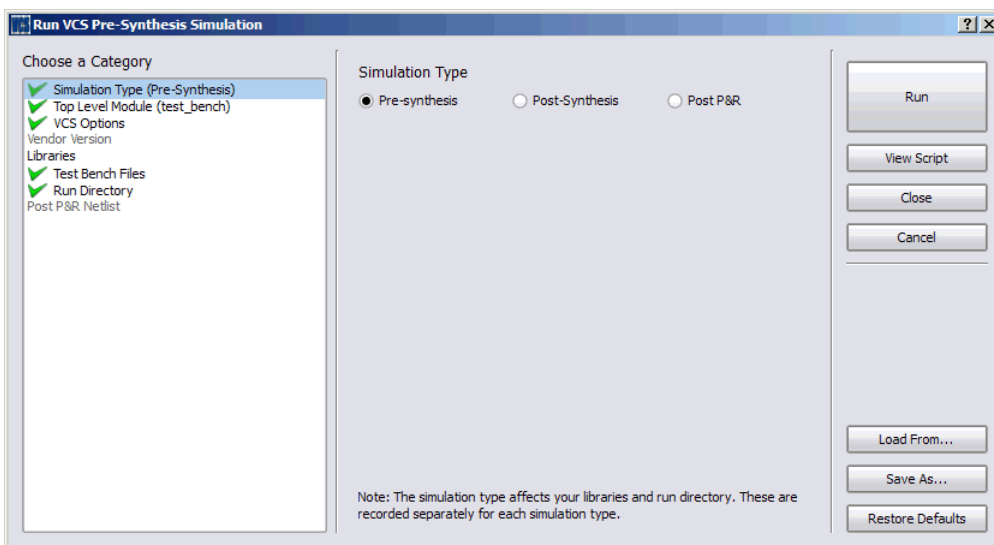 Run VCS Pre-Synthesis Simulation
Choose a Category
Simulation Type (Pre-Synthesis)
Top Level Module (test_bench)
VCS Options
Vendor Version
Libraries
Test Bench Files
Run Directory
Post P&R Netlist
Simulation Type
Pre-synthesis
Post-Synthesis
Post P&R
Note: The simulation type affects your libraries and run directory. These are
recorded separately for each simulation type.
Run
View Script
Close
Cancel
Load From...
Save As...
Restore Defaults